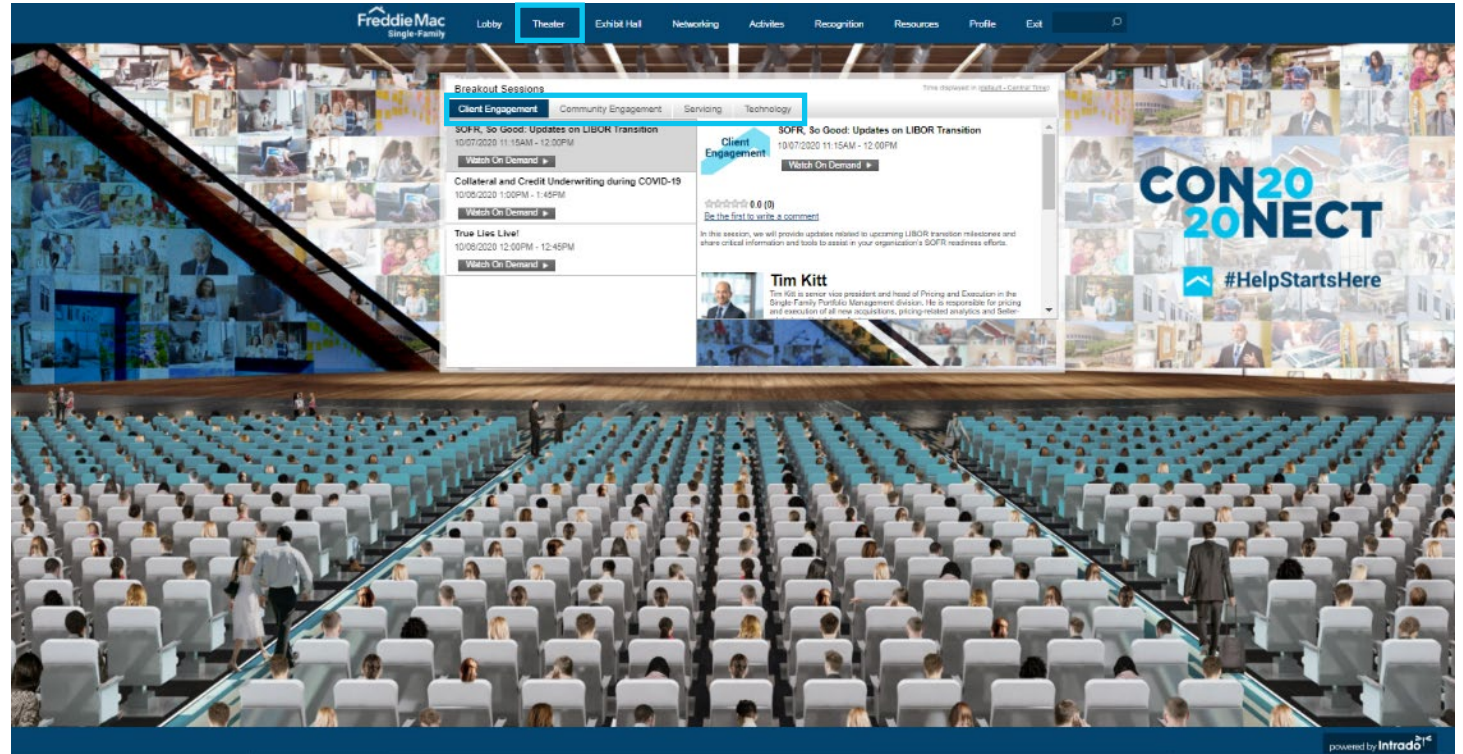 Freddie Mac
Single-Family
Lobby
Theater
Exhibit Hall
Networking
Activites
Recognition
Resources
Profile
Exit
Breakout Sessions
Time displayed in (default - Central Time)
Client Engagement
Community Engagement
Servicing
Technology
SOFR, So Good: Updates on LIBOR Transition
10/07/2020 11:15AM - 12:00PM
Watch On Demand
Collateral and Credit Underwriting during COVID-19
10/06/2020 1:00PM - 1:45PM
Watch On Demand
True Lies Live!
10/08/2020 12:00PM - 12:45PM
Watch On Demand
Client
Engagement
SOFR, So Good: Updates on LIBOR Transition
10/07/2020 11:15AM - 12:00PM
Watch On Demand
0.0 (0)
Be the first to write a comment
In this session, we will provide updates related to upcoming LIBOR transition milestones and
share critical information and tools to assist in your organization's SOFR readiness efforts.
Tim Kitt
Tim Kitt is senior vice president and head of Pricing and Execution in the
Single-Family Portfolio Management division. He is responsible for pricing
and execution of all new acquisitions, pricing-related analytics and Seller-
CON20
20NECT
#HelpStartsHere
powered by Intrado